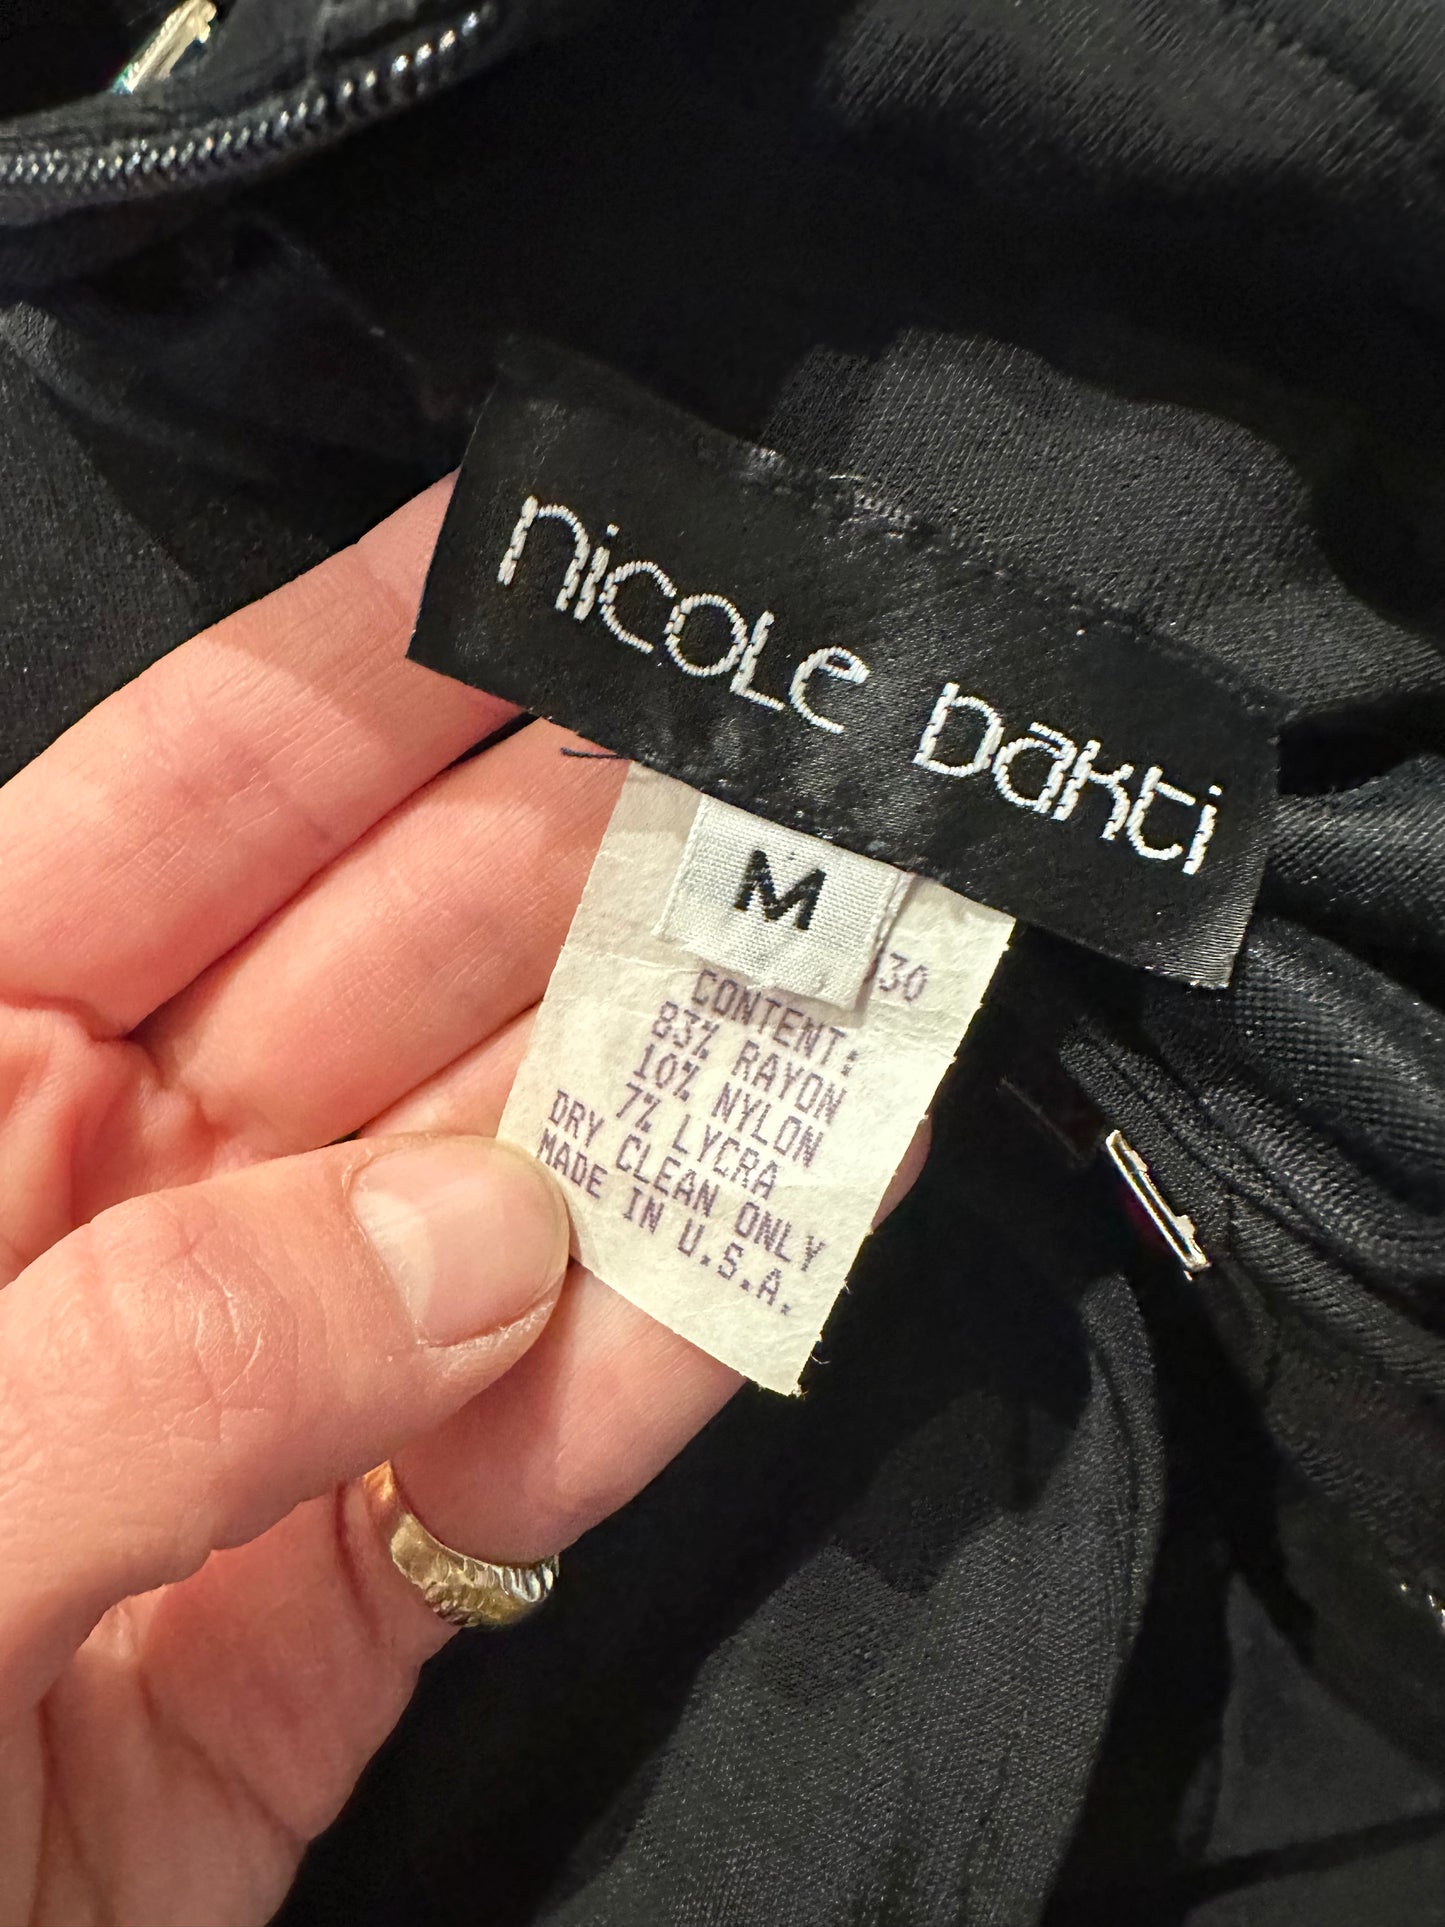 nicole Dakti
M
30
CONTENT:
83% RAYON
10% NYLON
7% LYCRA
DRY CLEAN ONLY
MADE IN U.S.A.